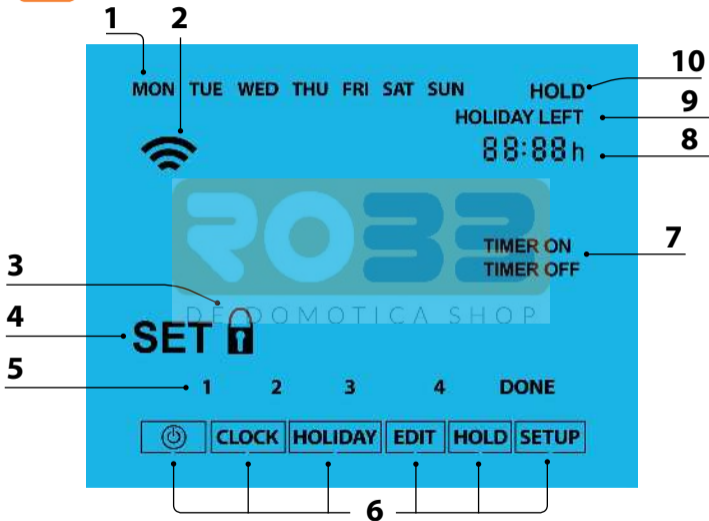 1 2
MON TUE WED THU FRI SAT SUN HOLD 10
HOLIDAY LEFT 9
88:88h 8
ROBB
TIMER ON 7
TIMER OFF
3
DE DOMOTICA SHOP
4 SET
5
1 2 3 4 DONE
CLOCK HOLIDAY EDIT HOLD SETUP
6